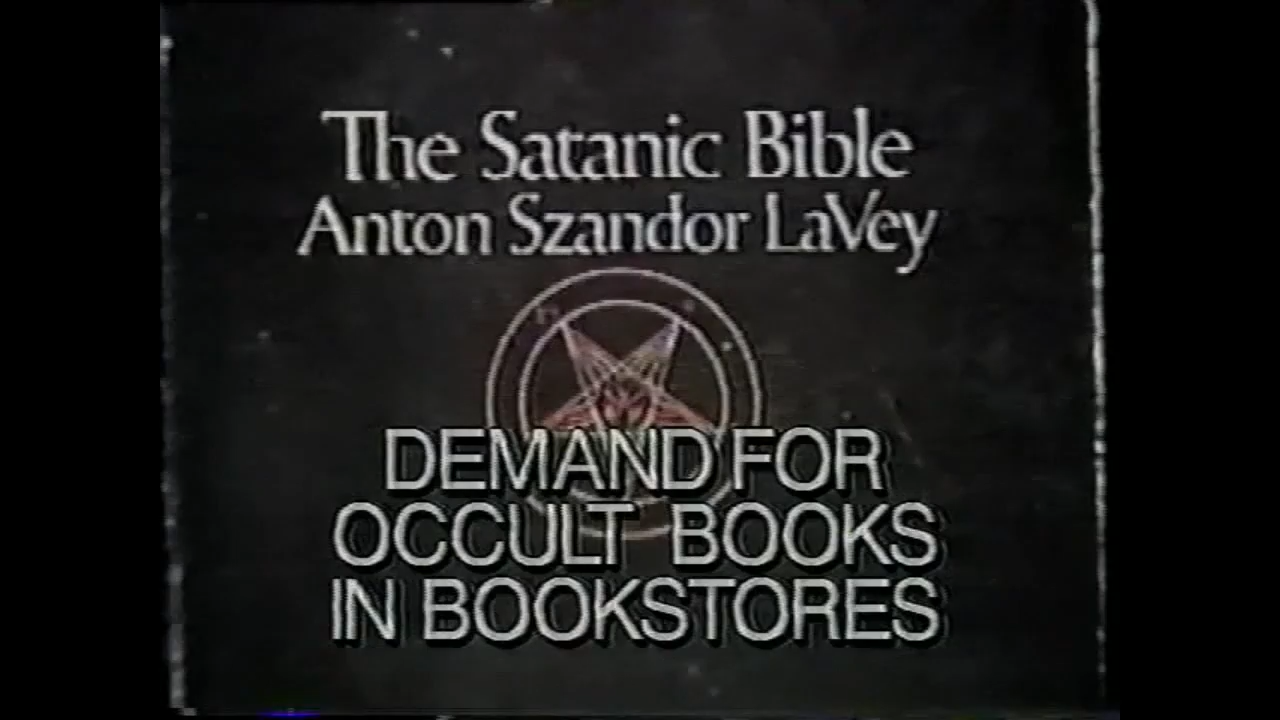 The Satanic Bible
Anton Szandor LaVey
DEMAND FOR
OCCULT BOOKS
IN BOOKSTORES